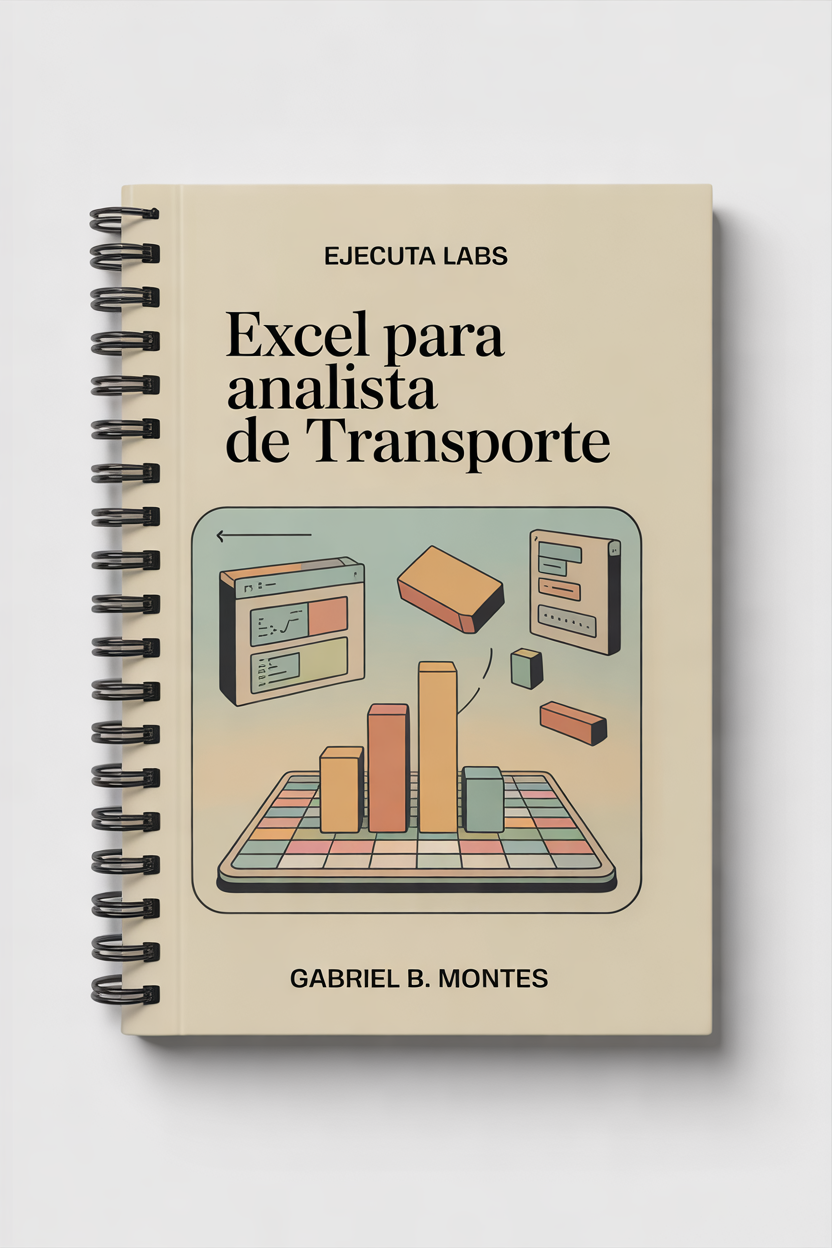 EJECUTA LABS
Excel para
analista
de Transporte
GABRIEL B. MONTES